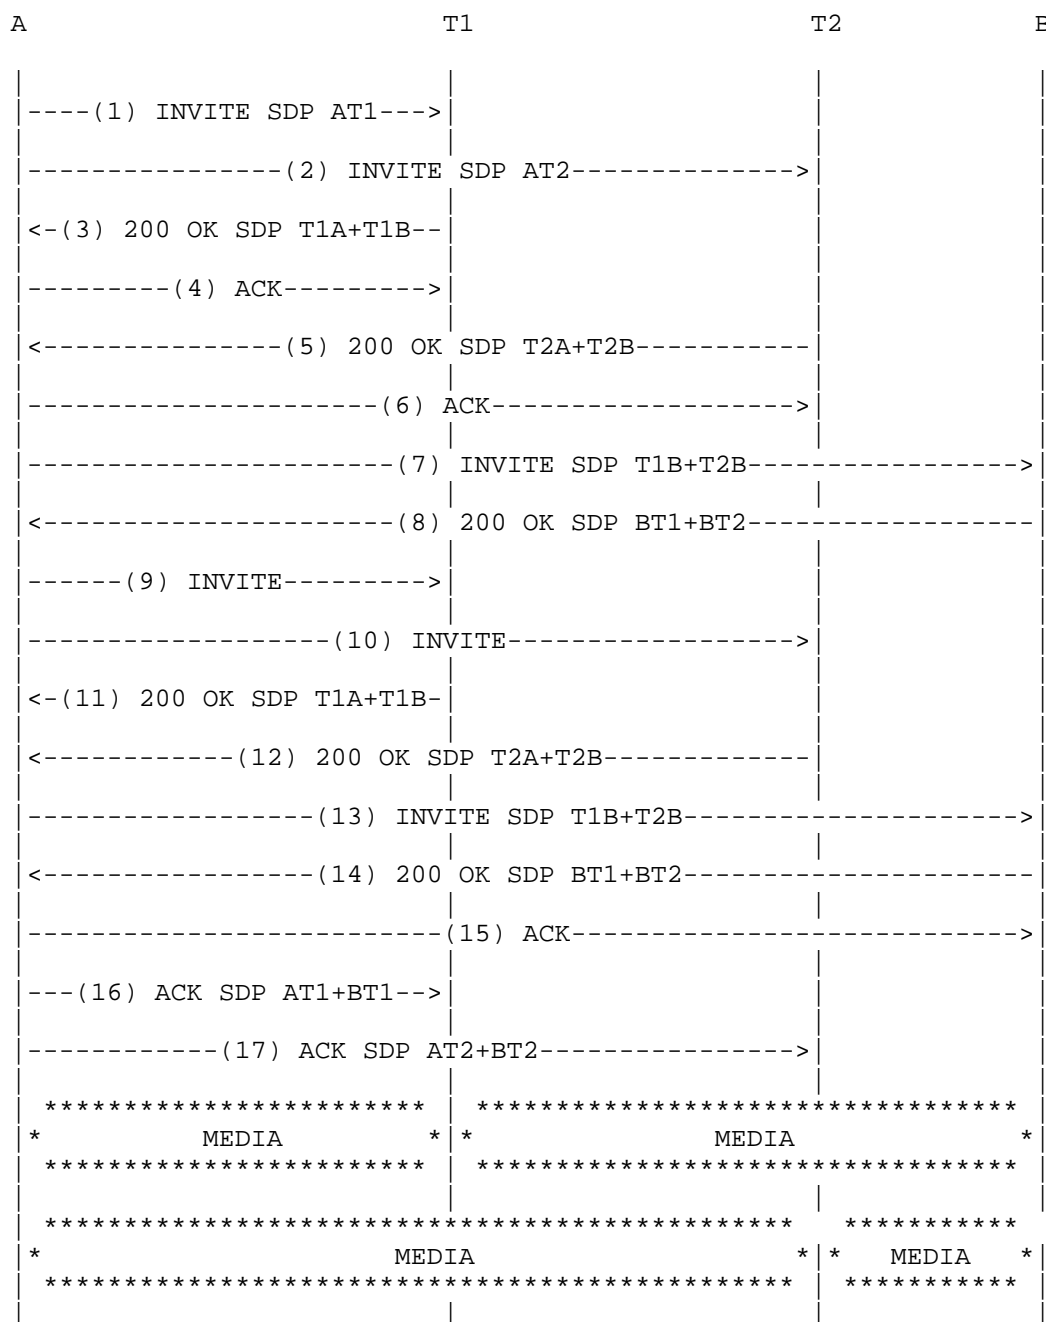 A T1 T2 B
----(1) INVITE SDP AT1--->
----------------(2) INVITE SDP AT2-------------->
<-(3) 200 OK SDP T1A+T1B--
---------(4) ACK--------->
<---------------(5) 200 OK SDP T2A+T2B-----------
----------------------(6) ACK------------------->
-----------------------(7) INVITE SDP T1B+T2B----------------->
<-----------------------(8) 200 OK SDP BT1+BT2------------------
------(9) INVITE--------->
-------------------(10) INVITE------------------>
<-(11) 200 OK SDP T1A+T1B-
<------------(12) 200 OK SDP T2A+T2B-------------
------------------(13) INVITE SDP T1B+T2B--------------------->
<-----------------(14) 200 OK SDP BT1+BT2----------------------
--------------------------(15) ACK---------------------------->
---(16) ACK SDP AT1+BT1-->
------------(17) ACK SDP AT2+BT2---------------->
************************ **********************************
* MEDIA * * MEDIA *
************************ **********************************
*********************************************** ***********
* MEDIA * * MEDIA *
*********************************************** ***********